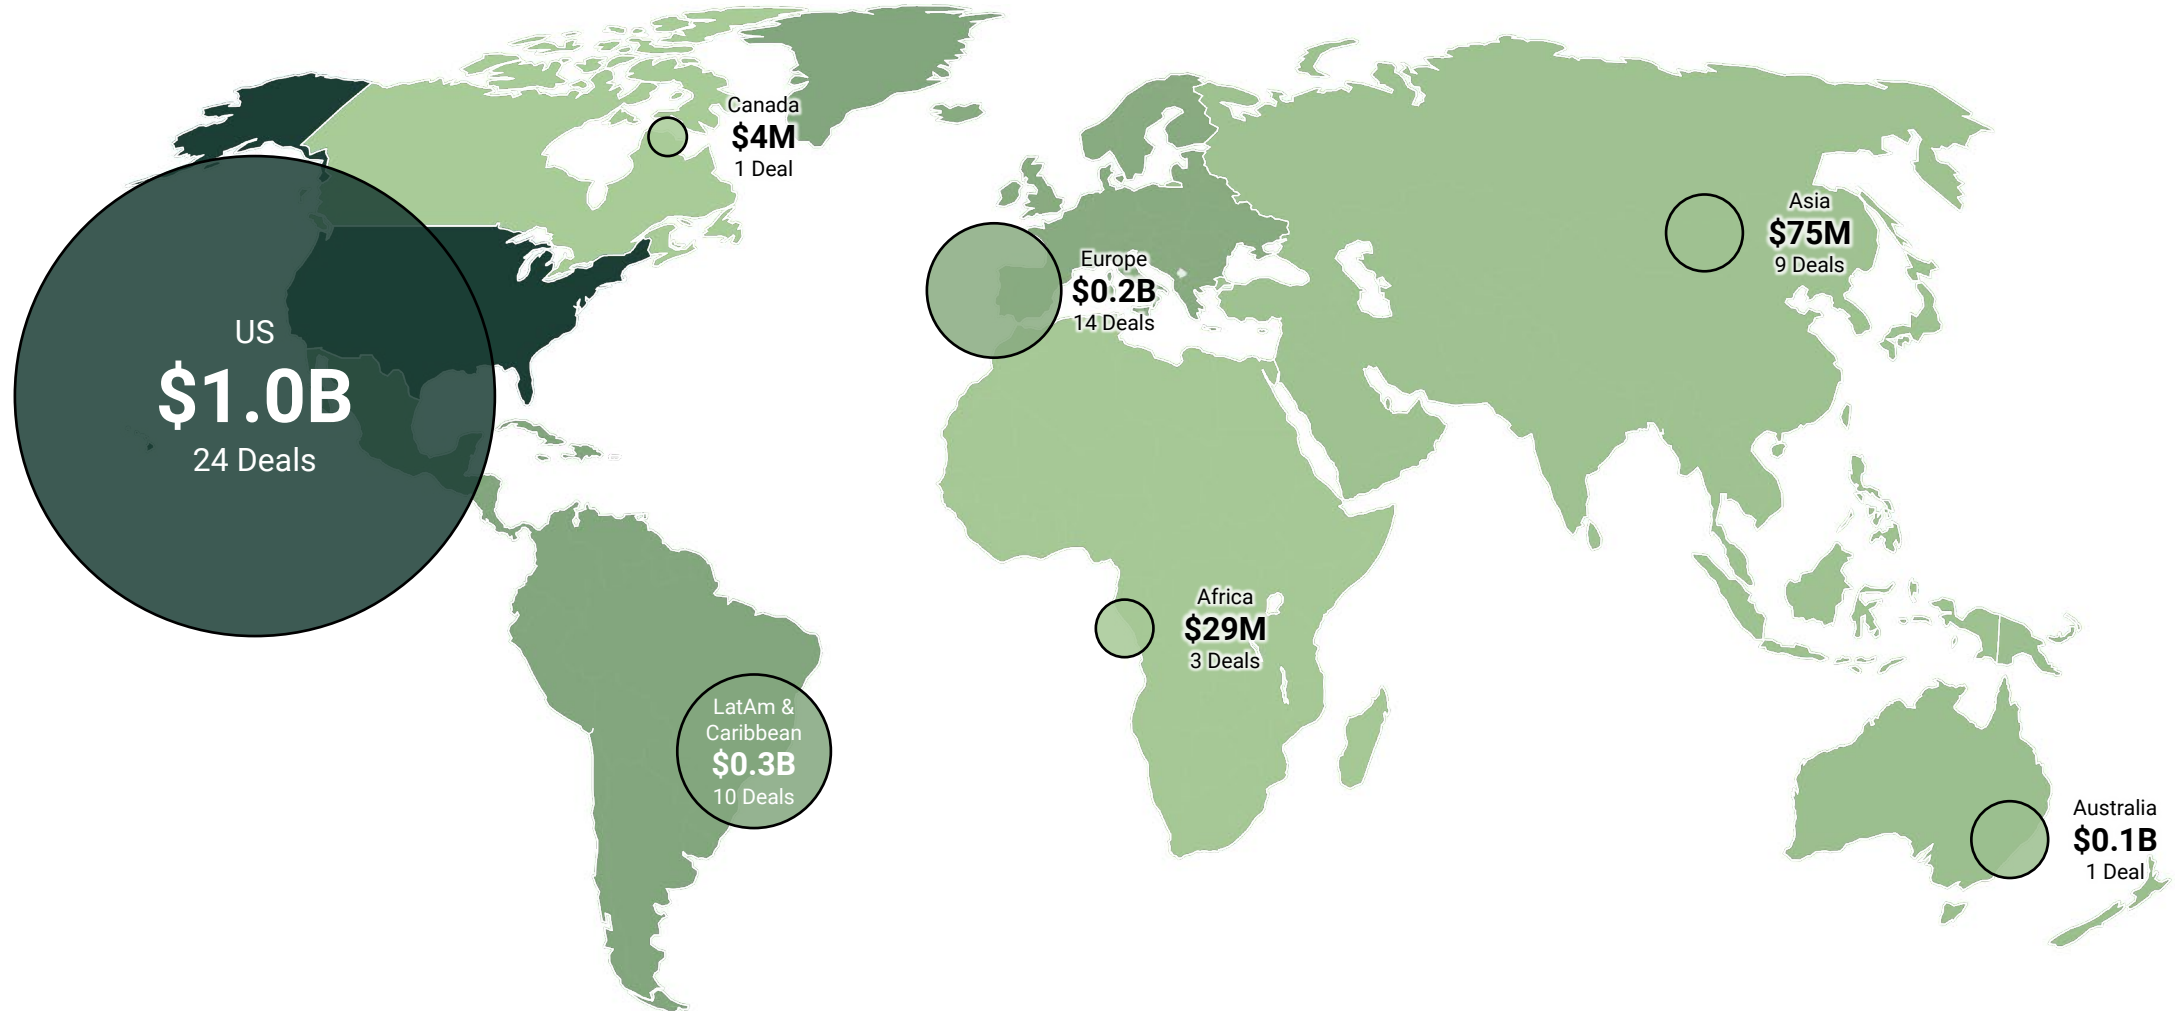 Canada
$4M
1 Deal
US
$1.0B
24 Deals
Europe
$0.2B
14 Deals
Asia
$75M
9 Deals
Africa
$29M
3 Deals
LatAm &
Caribbean
$0.3B
10 Deals
Australia
$0.1B
1 Deal